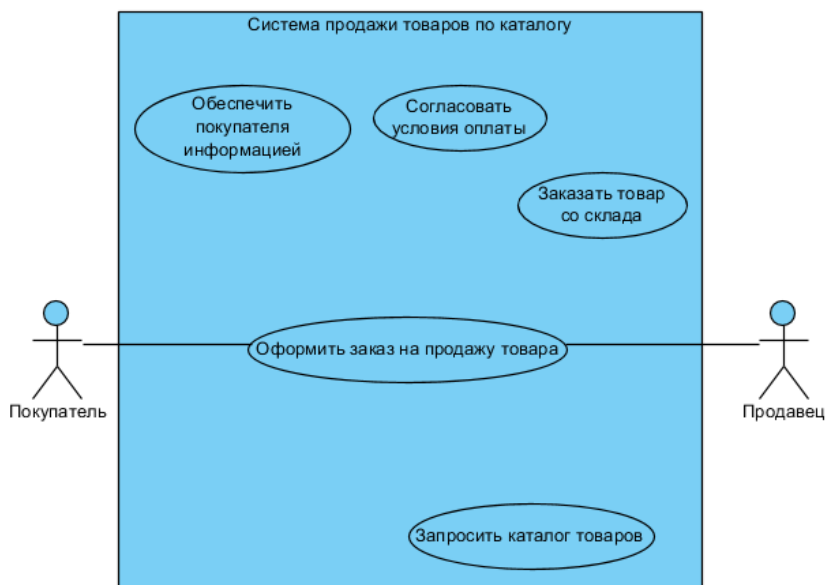 Система продажи товаров по каталогу
Обеспечить
покупателя
информацией
Согласовать
условия оплаты
Заказать товар
со склада
Оформить заказ на продажу товара
Покупатель
Продавец
Запросить каталог товаров